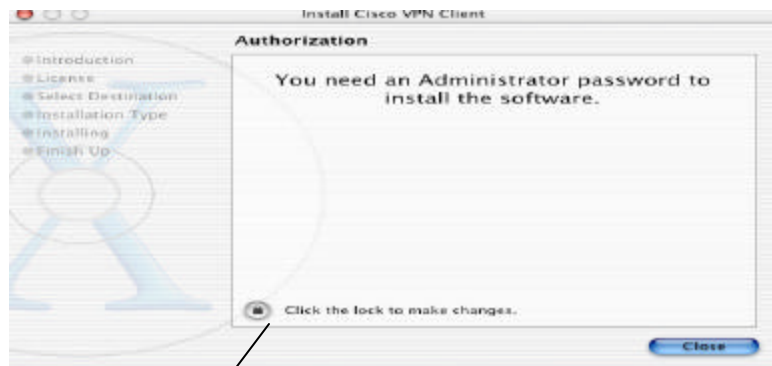 Install Cisco VPN Client
Authorization
Introduction
License
Select Destination
Installation Type
Installing
Finish Up
You need an Administrator password to
install the software.
Click the lock to make changes.
Close